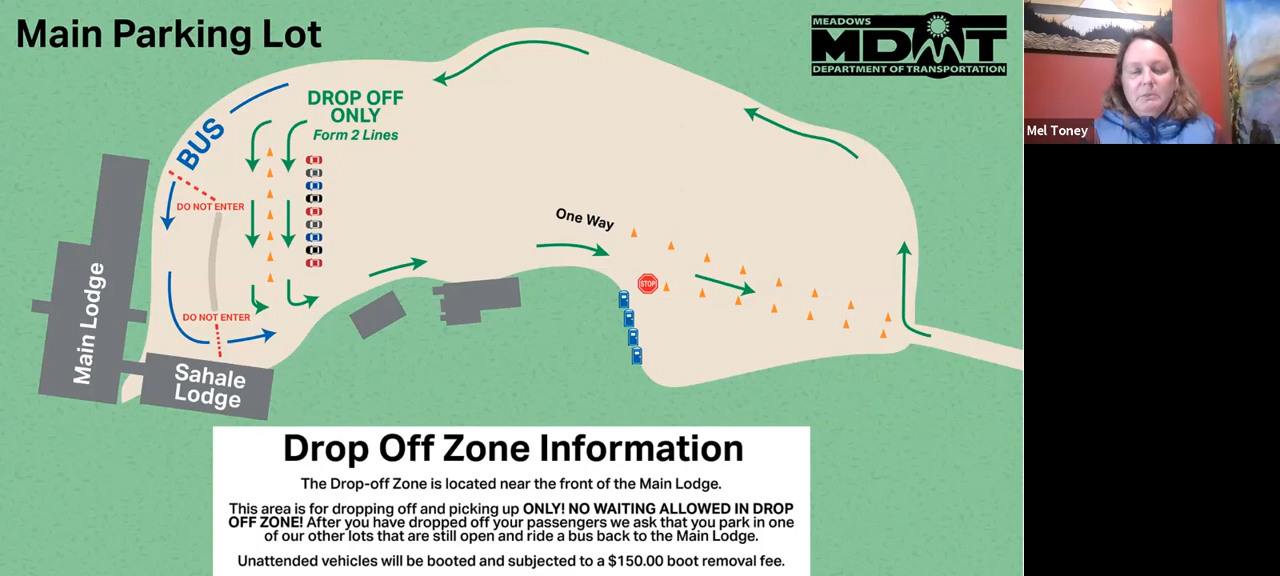 Main Parking Lot
MEADOWS
MDMT
DEPARTMENT OF TRANSPORTATION
Mel Toney
DROP OFF
ONLY
Form 2 Lines
BUS
DO NOT ENTER
One Way
STOP
DO NOT ENTER
Main Lodge
Sahale
Lodge
Drop Off Zone Information
The Drop-off Zone is located near the front of the Main Lodge.
This area is for dropping off and picking up ONLY! NO WAITING ALLOWED IN DROP
OFF ZONE! After you have dropped off your passengers we ask that you park in one
of our other lots that are still open and ride a bus back to the Main Lodge.
Unattended vehicles will be booted and subjected to a $150.00 boot removal fee.